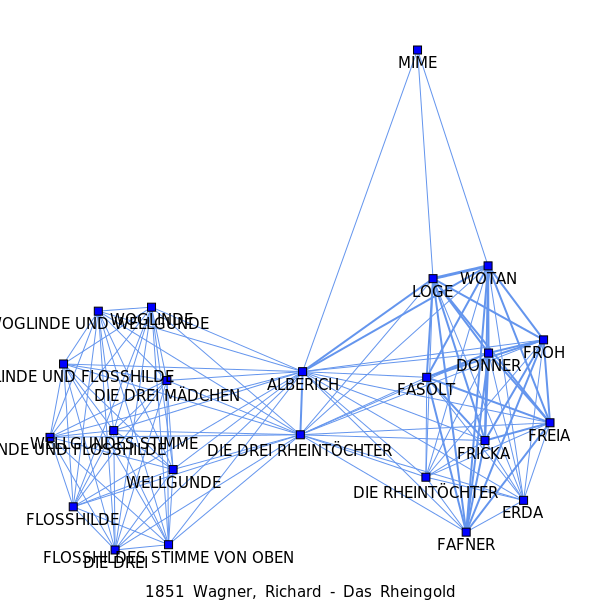 MIME
WOTAN
LOGE
WOGLINDE
WOGLINDE UND WELLGUNDE
FROH
DONNER
LINDE UND FLOSSHILDE
ALBERICH
FASOLT
DIE DREI MÄDCHEN
FREIA
WELLGUNDES STIMME
NDE UND FLOSSHILDE
DIE DREI RHEINTÖCHTER
FRICKA
WELLGUNDE
DIE RHEINTÖCHTER
ERDA
FLOSSHILDE
FAFNER
FLOSSHILDES STIMME VON OBEN
DIE DREI
1851 Wagner, Richard - Das Rheingold